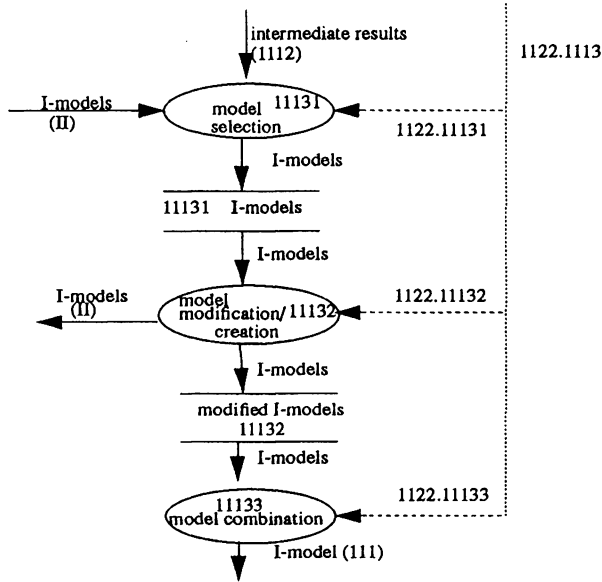 intermediate results
(1112)
1122.1113
I-models
(II)
11131
model
selection
1122.11131
I-models
11131 I-models
I-models
I-models
(II)
model
modification/
11132
creation
1122.11132
I-models
modified I-models
11132
I-models
1122.11133
11133
model combination
I-model (111)